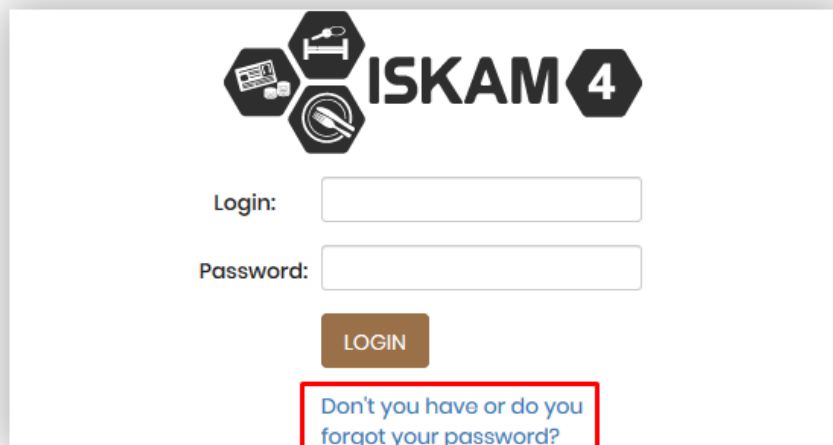 ISKAM 4
Login:
Password:
LOGIN
Don't you have or do you
forgot your password?